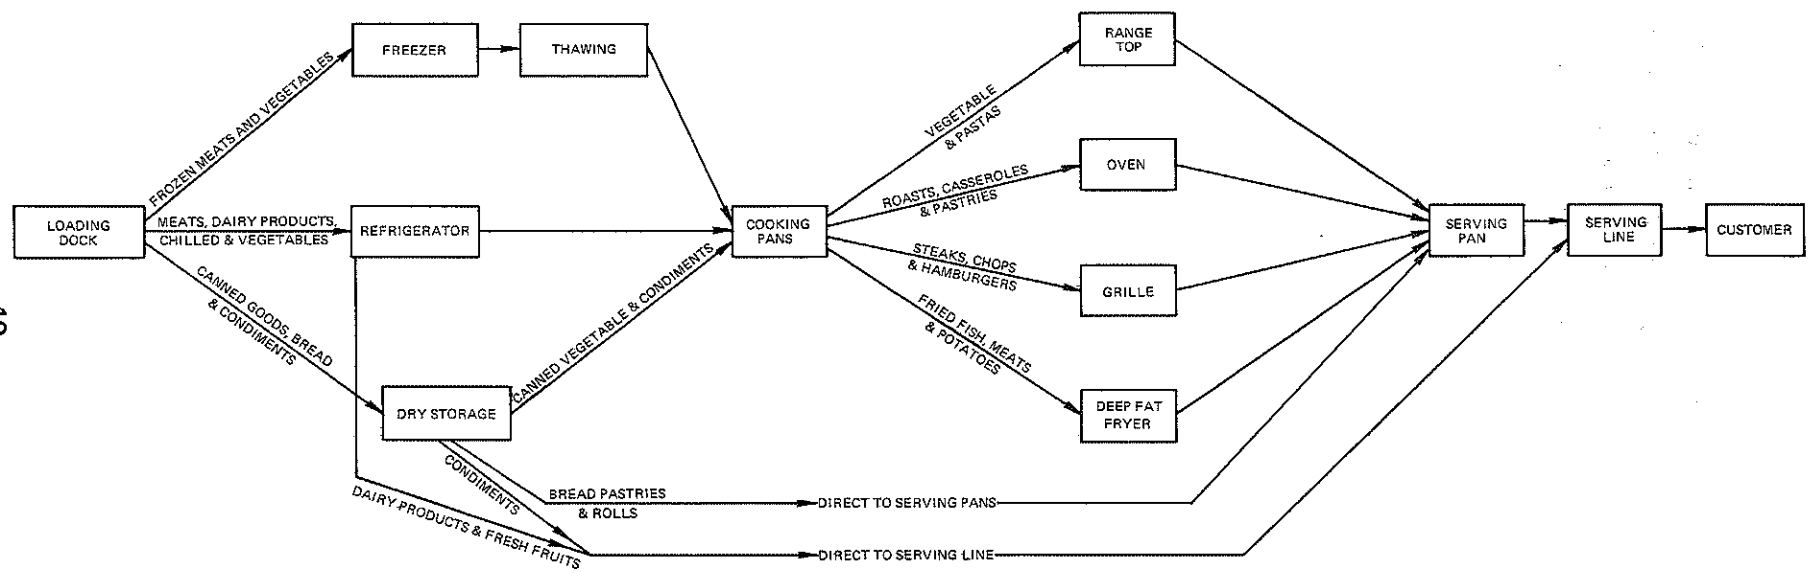 FREEZER
THAWING
RANGE
TOP
FROZEN MEATS AND VEGETABLES
VEGETABLE
& PASTAS
OVEN
ROASTS, CASSEROLES
& PASTRIES
LOADING
DOCK
MEATS, DAIRY PRODUCTS,
CHILLED & VEGETABLES
REFRIGERATOR
COOKING
PANS
SERVING
PAN
SERVING
LINE
CUSTOMER
STEAKS, CHOPS
& HAMBURGERS
GRILLE
CANNED GOODS, BREAD
& CONDIMENTS
CANNED VEGETABLE & CONDIMENTS
FRIED FISH, MEATS
& POTATOES
DRY STORAGE
DEEP FAT
FRYER
CONDIMENTS
BREAD PASTRIES
& ROLLS
DIRECT TO SERVING PANS
DAIRY PRODUCTS & FRESH FRUITS
DIRECT TO SERVING LINE